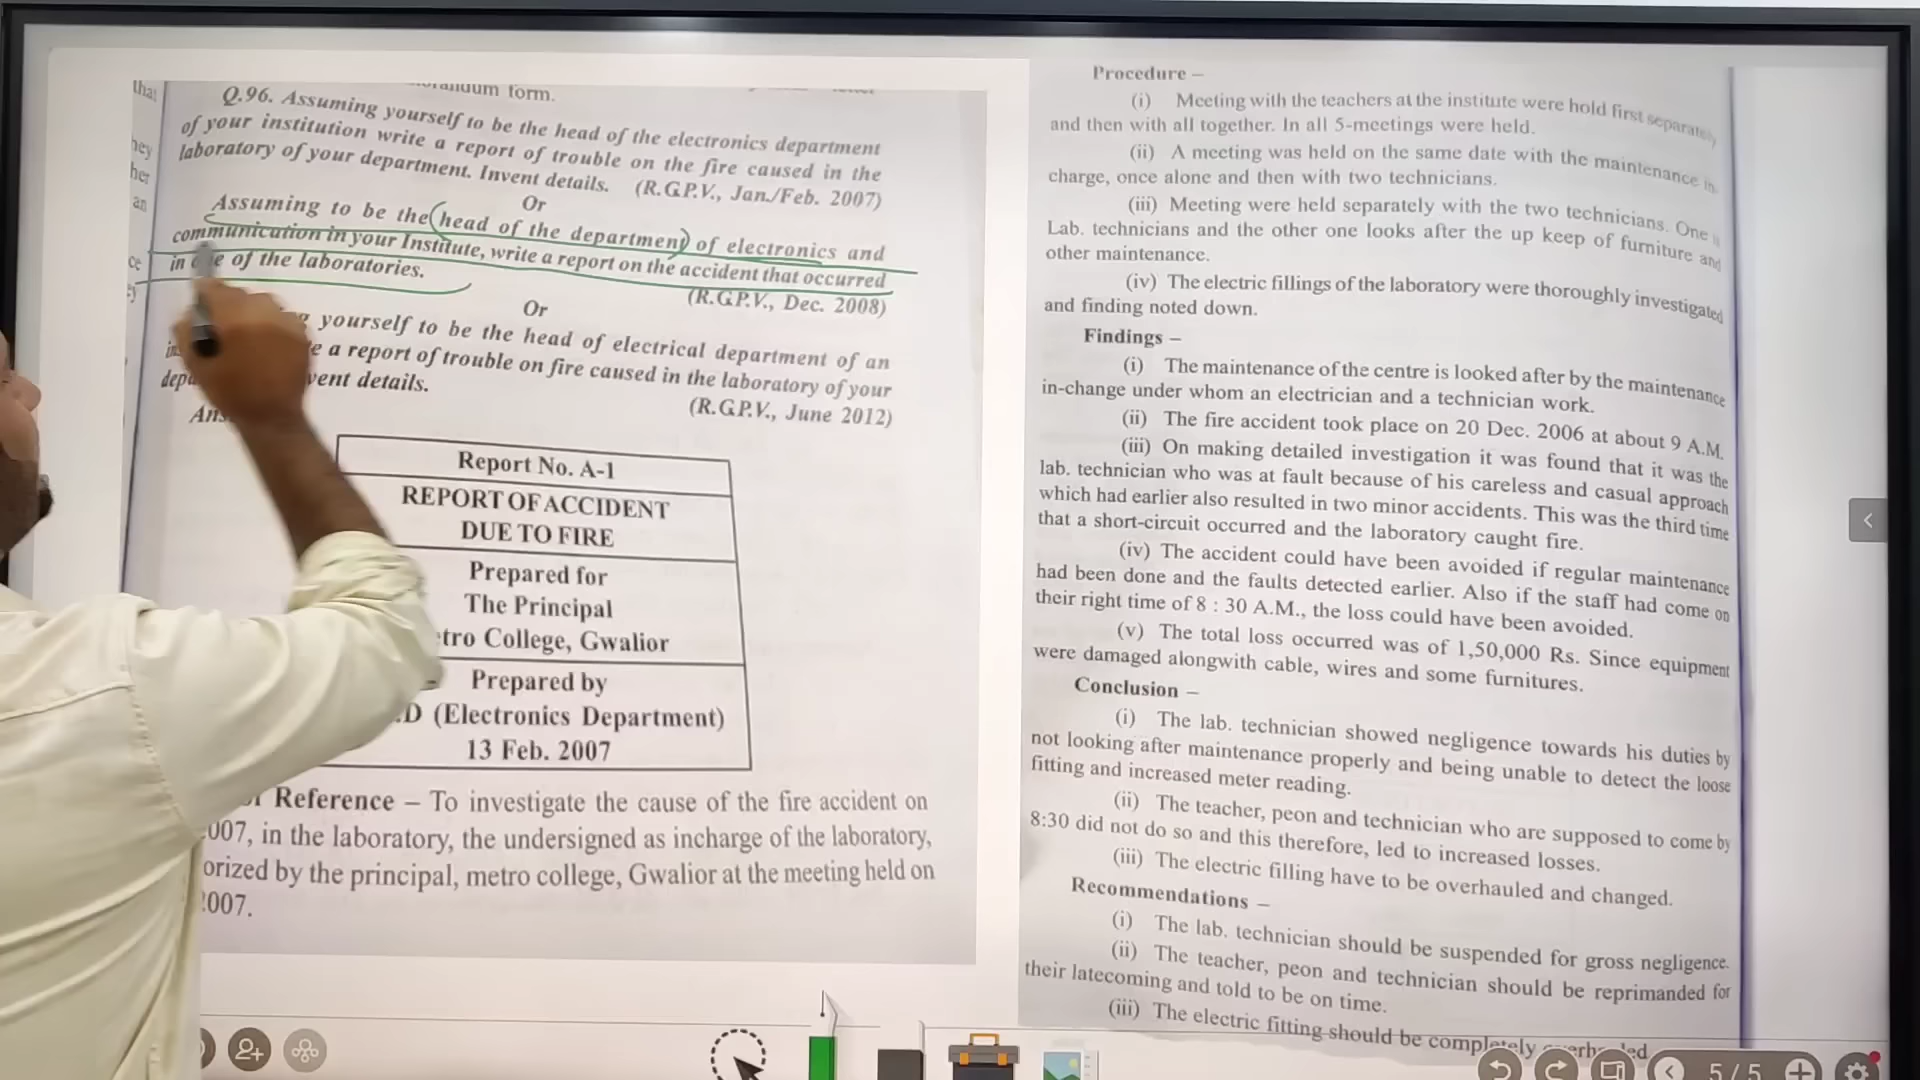 that
hey
her
an
ce
ey
form.
Q.96. Assuming yourself to be the head of the electronics department
of your institution write a report of trouble on the fire caused in the
laboratory of your department. Invent details. (R.G.P.V., Jan./Feb. 2007)
Or
Assuming to be the head of the department of electronics and
communication in your Institute, write a report on the accident that occurred
in of the laboratories.
(R.G.P.V., Dec. 2008)
Or
yourself to be the head of electrical department of an
a report of trouble on fire caused in the laboratory of your
details.
(R.G.P.V., June 2012)
Report No. A-1
REPORT OF ACCIDENT
DUE TO FIRE
Prepared for
The Principal
tro College, Gwalior
Prepared by
.D (Electronics Department)
13 Feb. 2007
Reference – To investigate the cause of the fire accident on
007, in the laboratory, the undersigned as incharge of the laboratory,
orized by the principal, metro college, Gwalior at the meeting held on
007.
Procedure –
(i) Meeting with the teachers at the institute were hold first separately
and then with all together. In all 5-meetings were held.
(ii) A meeting was held on the same date with the maintenance in
charge, once alone and then with two technicians.
(iii) Meeting were held separately with the two technicians. One is
Lab. technicians and the other one looks after the up keep of furniture and
other maintenance.
(iv) The electric fillings of the laboratory were thoroughly investigated
and finding noted down.
Findings –
(i) The maintenance of the centre is looked after by the maintenance
in-change under whom an electrician and a technician work.
(ii) The fire accident took place on 20 Dec. 2006 at about 9 A.M.
(iii) On making detailed investigation it was found that it was the
lab. technician who was at fault because of his careless and casual approach
which had earlier also resulted in two minor accidents. This was the third time
that a short-circuit occurred and the laboratory caught fire.
(iv) The accident could have been avoided if regular maintenance
had been done and the faults detected earlier. Also if the staff had come on
their right time of 8 : 30 A.M., the loss could have been avoided.
(v) The total loss occurred was of 1,50,000 Rs. Since equipment
were damaged alongwith cable, wires and some furnitures.
Conclusion –
(i) The lab. technician showed negligence towards his duties by
not looking after maintenance properly and being unable to detect the loose
fitting and increased meter reading.
(ii) The teacher, peon and technician who are supposed to come by
8:30 did not do so and this therefore, led to increased losses.
(iii) The electric filling have to be overhauled and changed.
Recommendations –
(i) The lab. technician should be suspended for gross negligence.
(ii) The teacher, peon and technician should be reprimanded for
their latecoming and told to be on time.
(iii) The electric fitting should be completely
5/5